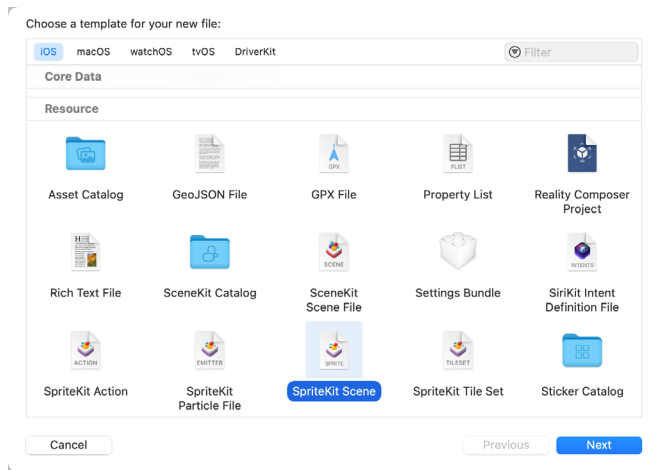 Choose a template for your new file:
iOS macOS watchOS tvOS DriverKit
Filter
Core Data
Resource
GPX
PLIST
Asset Catalog
GeoJSON File
GPX File
Property List
Reality Composer
Project
SCENE
INTENTS
Rich Text File
SceneKit Catalog
SceneKit
Scene File
Settings Bundle
SiriKit Intent
Definition File
ACTION
EMITTER
SPRITE
TILESET
SpriteKit Action
SpriteKit
Particle File
SpriteKit Scene
SpriteKit Tile Set
Sticker Catalog
Cancel
Previous
Next